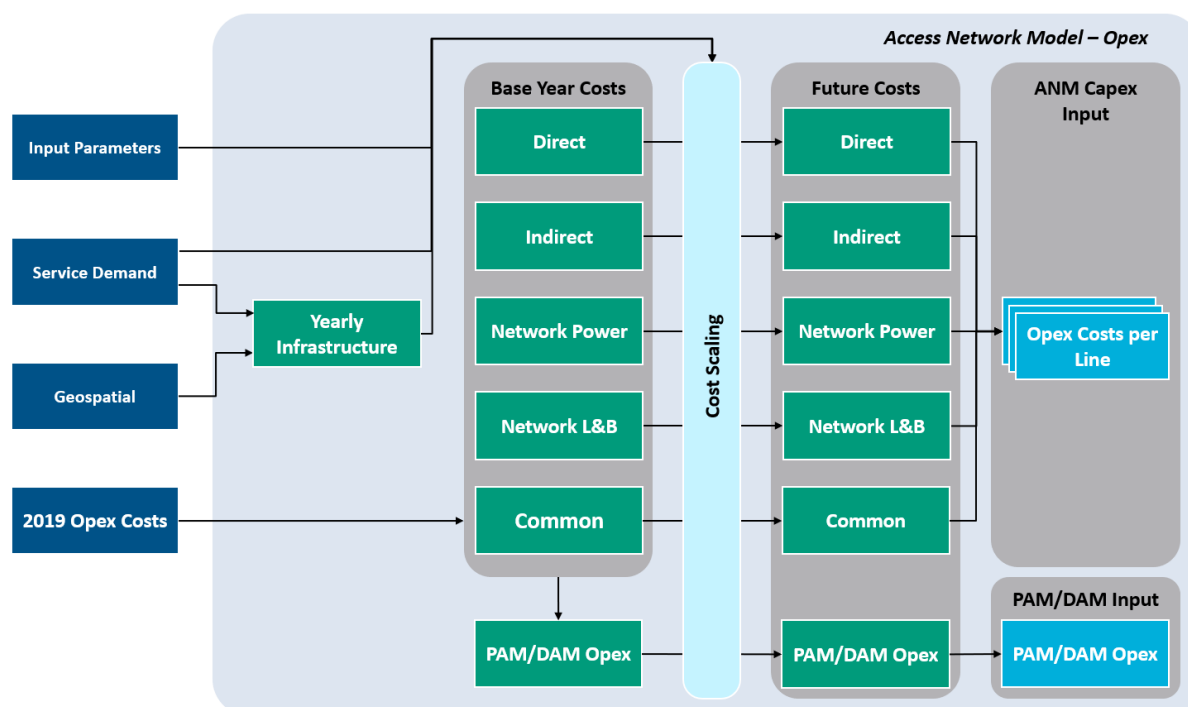 Access Network Model – Opex
Base Year Costs
Future Costs
ANM Capex
Input
Input Parameters
Service Demand
Geospatial
2019 Opex Costs
Yearly
Infrastructure
Direct
Indirect
Network Power
Network L&B
Common
PAM/DAM Opex
Cost Scaling
Direct
Indirect
Network Power
Network L&B
Common
PAM/DAM Opex
Opex Costs per
Line
PAM/DAM Input
PAM/DAM Opex